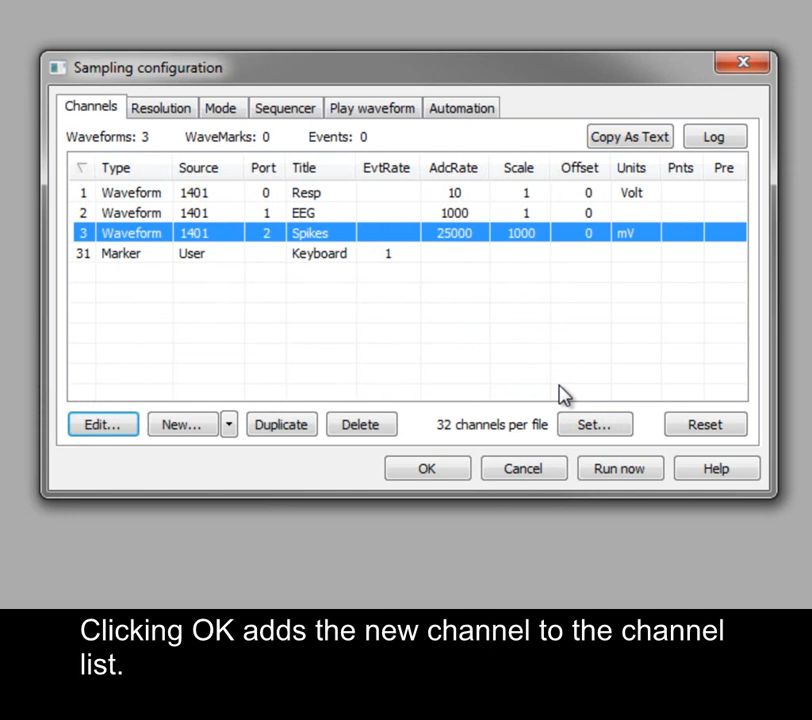 Sampling configuration
Channels Resolution Mode Sequencer Play waveform Automation
Waveforms: 3 WaveMarks: 0 Events: 0 Copy As Text Log
Type Source Port Title EvtRate AdcRate Scale Offset Units Pnts Pre
1 Waveform 1401 0 Resp 10 1 0 Volt
2 Waveform 1401 1 EEG 1000 1 0
3 Waveform 1401 2 Spikes 25000 1000 0 mV
31 Marker User Keyboard 1
Edit... New... Duplicate Delete 32 channels per file Set... Reset
OK Cancel Run now Help
Clicking OK adds the new channel to the channel
list.